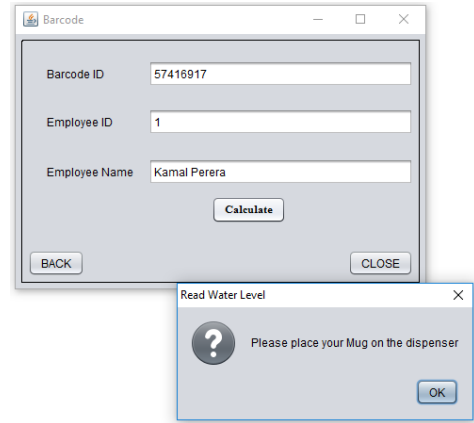 Barcode
Barcode ID 57416917
Employee ID 1
Employee Name Kamal Perera
Calculate
BACK CLOSE
Read Water Level
Please place your Mug on the dispenser
OK